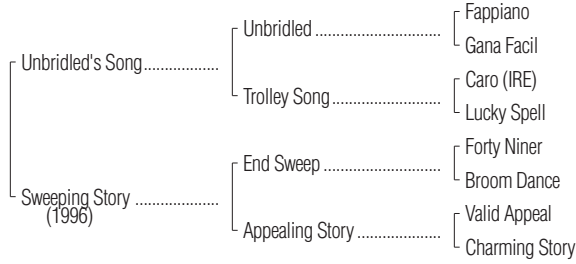 Fappiano
Unbridled
Gana Facil
Unbridled's Song
Caro (IRE)
Trolley Song
Lucky Spell
Forty Niner
End Sweep
Broom Dance
Sweeping Story
(1996)
Valid Appeal
Appealing Story
Charming Story